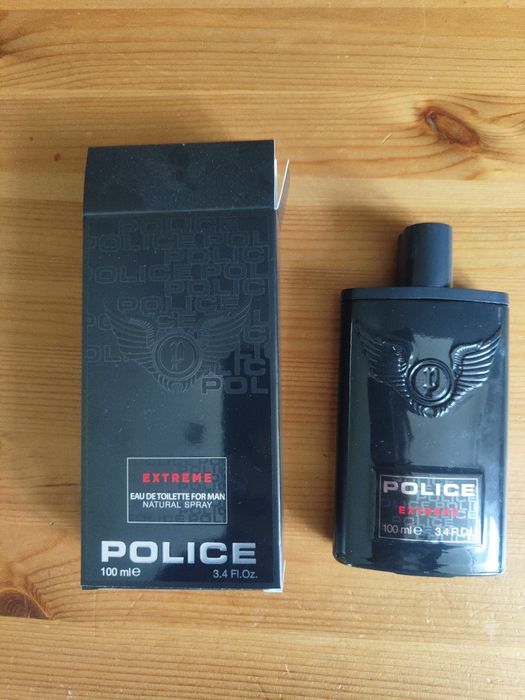 POLICE
POLICE
POLICE POL
P
POL
EXTREME
EAU DE TOILETTE FOR MAN
NATURAL SPRAY
POLICE
100 ml℮ 3.4 Fl.Oz.
P
POLICE
EXTREME
100 ml℮ 3.4 Fl.Oz.